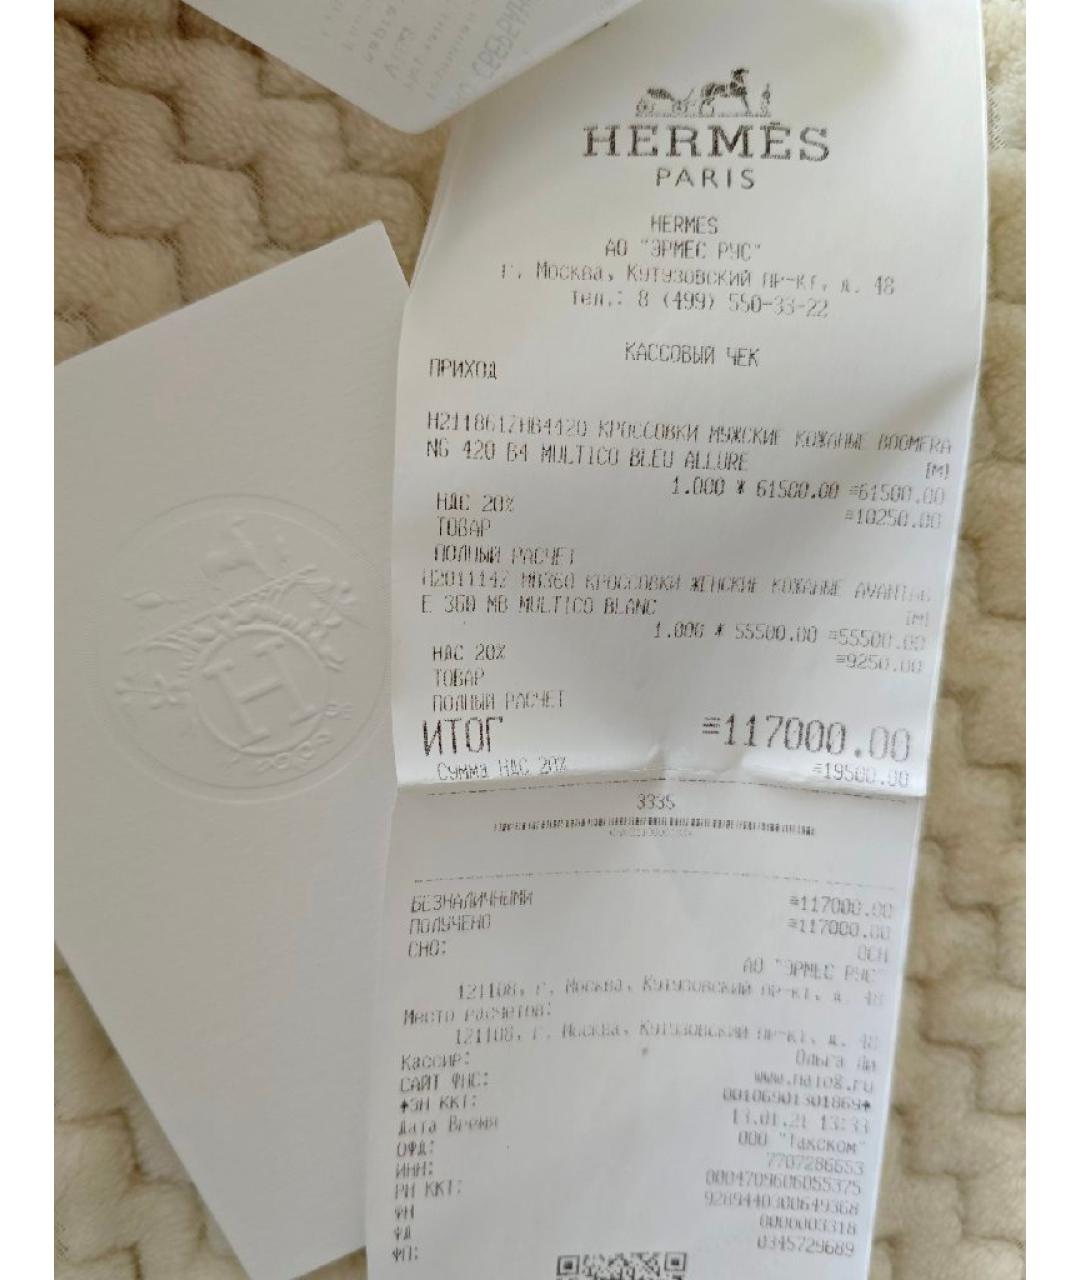 HERMÈS
PARIS
HERMES
АО "ЭРМЕС РУС"
г. Москва, Кутузовский пр-кт, д. 48
тел.: 8 (499) 550-33-22
КАССОВЫЙ ЧЕК
ПРИХОД
H211861ZHB4420 КРОССОВКИ МУЖСКИЕ КОЖАНЫЕ BOOMERA
NG 420 B4 MULTICO BLEU ALLURE
[M]
1.000 * 61500.00 =61500.00
НДС 20%
=10250.00
ТОВАР
ПОЛНЫЙ РАСЧЕТ
H201114Z MB360 КРОССОВКИ ЖЕНСКИЕ КОЖАНЫЕ AVANTAG
E 360 MB MULTICO BLANC
[M]
1.000 * 55500.00 =55500.00
НДС 20%
=9250.00
ТОВАР
ПОЛНЫЙ РАСЧЕТ
ИТОГ =117000.00
Сумма НДС 20% =19500.00
3335
БЕЗНАЛИЧНЫМИ =117000.00
ПОЛУЧЕНО =117000.00
СНО: ОСН
АО "ЭРМЕС РУС"
121108, г. Москва, Кутузовский пр-кт, д. 48
Место расчетов:
121108, г. Москва, Кутузовский пр-кт, д. 48
Кассир: Ольга Ли
САЙТ ФНС: www.nalog.ru
ЗН ККТ: 00106901301869
Дата Время 13.01.21 13:33
ОФД: ООО "Такском"
ИНН: 7707286653
РН ККТ: 0004709606055375
ФН 9289440300649368
ФД 0000003318
ФП: 0345729689
H